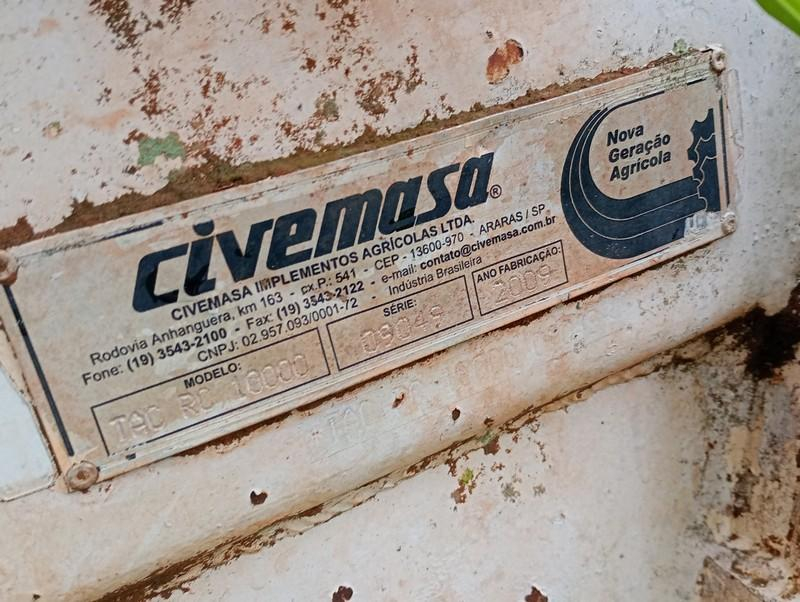 civemasa®
CIVEMASA IMPLEMENTOS AGRÍCOLAS LTDA.
Rodovia Anhanguera, km 163 - cx.P.: 541 - CEP - 13600-970 - ARARAS / SP
Fone: (19) 3543-2100 - Fax: (19) 3543-2122 - e-mail: contato@civemasa.com.br
CNPJ: 02.957.093/0001-72 - Indústria Brasileira
MODELO:
TAC RC 10000
SÉRIE:
09049
ANO FABRICAÇÃO:
2009
Nova
Geração
Agrícola